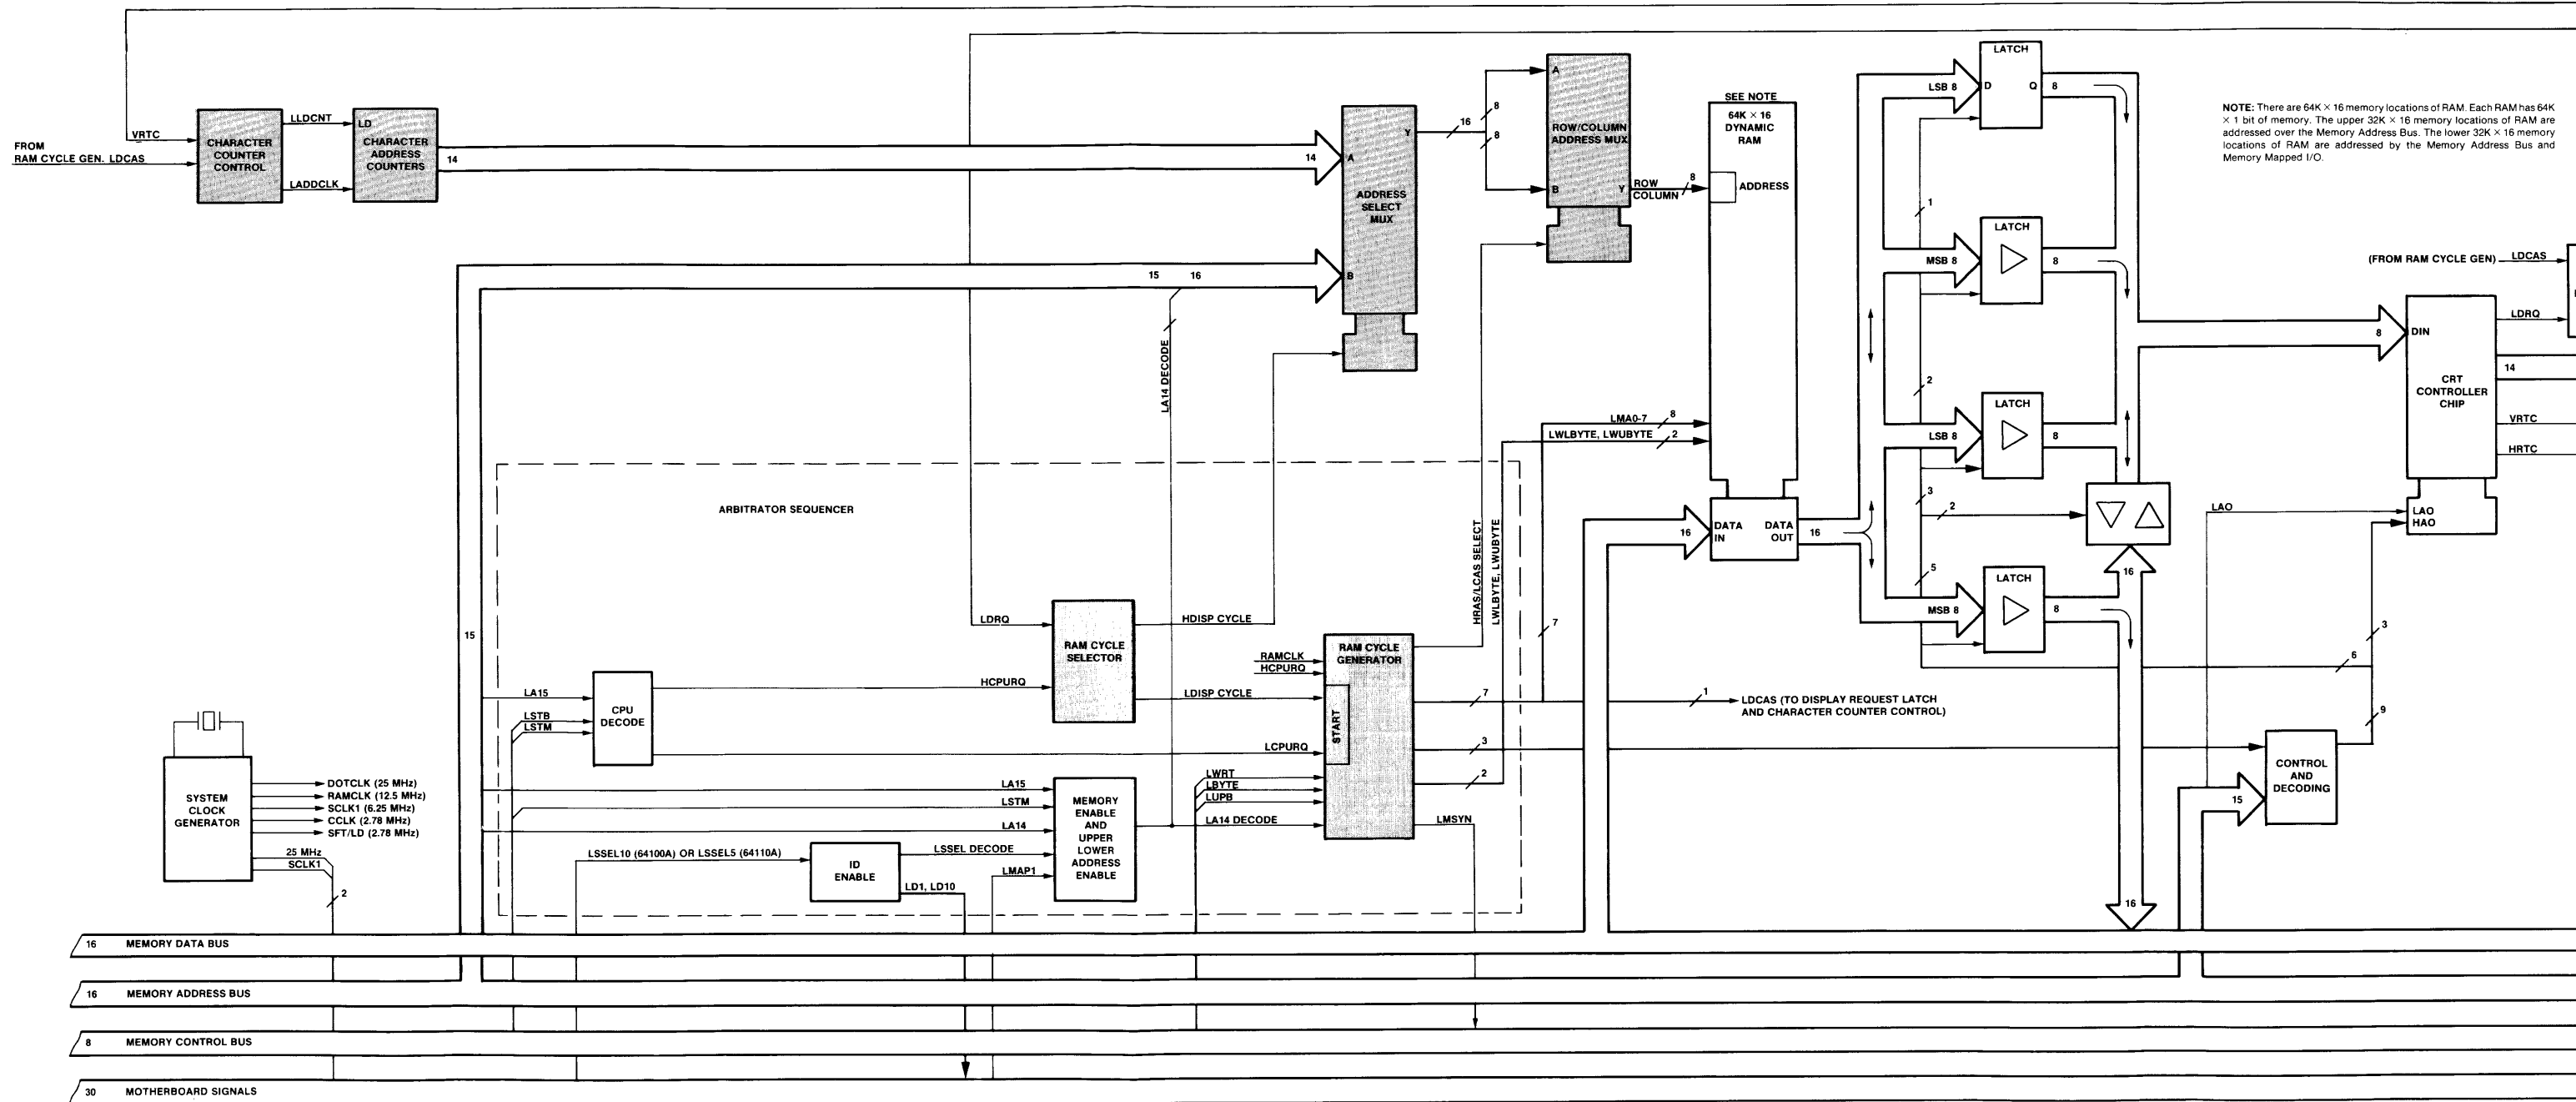 VRTC
FROM
RAM CYCLE GEN. LDCAS
CHARACTER
COUNTER
CONTROL
LLDCNT
LADDCLK
LD
CHARACTER
ADDRESS
COUNTERS
14
14
A
Y
ADDRESS
SELECT
MUX
B
15
16
LA14 DECODE
16
8
8
A
ROW/COLUMN
ADDRESS MUX
B
Y
ROW
COLUMN
8
SEE NOTE
64K × 16
DYNAMIC
RAM
ADDRESS
LMA0-7
8
LWLBYTE, LWUBYTE
2
DATA
IN
DATA
OUT
16
16
LATCH
LSB 8
D
Q
8
1
LATCH
MSB 8
8
2
LATCH
LSB 8
8
3
2
5
LATCH
MSB 8
8
16
16
NOTE: There are 64K × 16 memory locations of RAM. Each RAM has 64K
× 1 bit of memory. The upper 32K × 16 memory locations of RAM are
addressed over the Memory Address Bus. The lower 32K × 16 memory
locations of RAM are addressed by the Memory Address Bus and
Memory Mapped I/O.
(FROM RAM CYCLE GEN)
LDCAS
LDRQ
8
DIN
14
CRT
CONTROLLER
CHIP
VRTC
HRTC
LAO
LAO
HAO
3
6
9
CONTROL
AND
DECODING
15
ARBITRATOR SEQUENCER
15
LDRQ
RAM CYCLE
SELECTOR
HDISP CYCLE
HCPURQ
LDISP CYCLE
LA15
LSTB
LSTM
CPU
DECODE
LCPURQ
RAMCLK
HCPURQ
RAM CYCLE
GENERATOR
START
HRAS/LCAS SELECT
LWLBYTE, LWUBYTE
7
7
1
LDCAS (TO DISPLAY REQUEST LATCH
AND CHARACTER COUNTER CONTROL)
3
2
LWRT
LBYTE
LUPB
LMSYN
LA15
LSTM
LA14
LSSEL DECODE
LMAP1
MEMORY
ENABLE
AND
UPPER
LOWER
ADDRESS
ENABLE
LA14 DECODE
LSSEL10 (64100A) OR LSSEL5 (64110A)
ID
ENABLE
LD1, LD10
SYSTEM
CLOCK
GENERATOR
DOTCLK (25 MHz)
RAMCLK (12.5 MHz)
SCLK1 (6.25 MHz)
CCLK (2.78 MHz)
SFT/LD (2.78 MHz)
25 MHz
SCLK1
2
16 MEMORY DATA BUS
16 MEMORY ADDRESS BUS
8 MEMORY CONTROL BUS
30 MOTHERBOARD SIGNALS